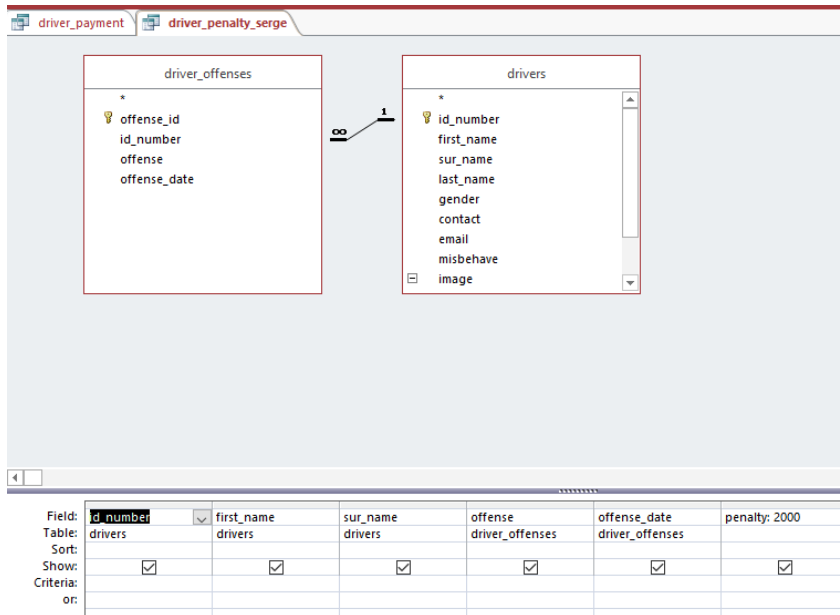 driver_payment driver_penalty_serge
driver_offenses
*
offense_id
id_number
offense
offense_date
∞ 1
drivers
*
id_number
first_name
sur_name
last_name
gender
contact
email
misbehave
image
Field: id_number first_name sur_name offense offense_date penalty: 2000
Table: drivers drivers drivers driver_offenses driver_offenses
Sort:
Show:
Criteria:
or: